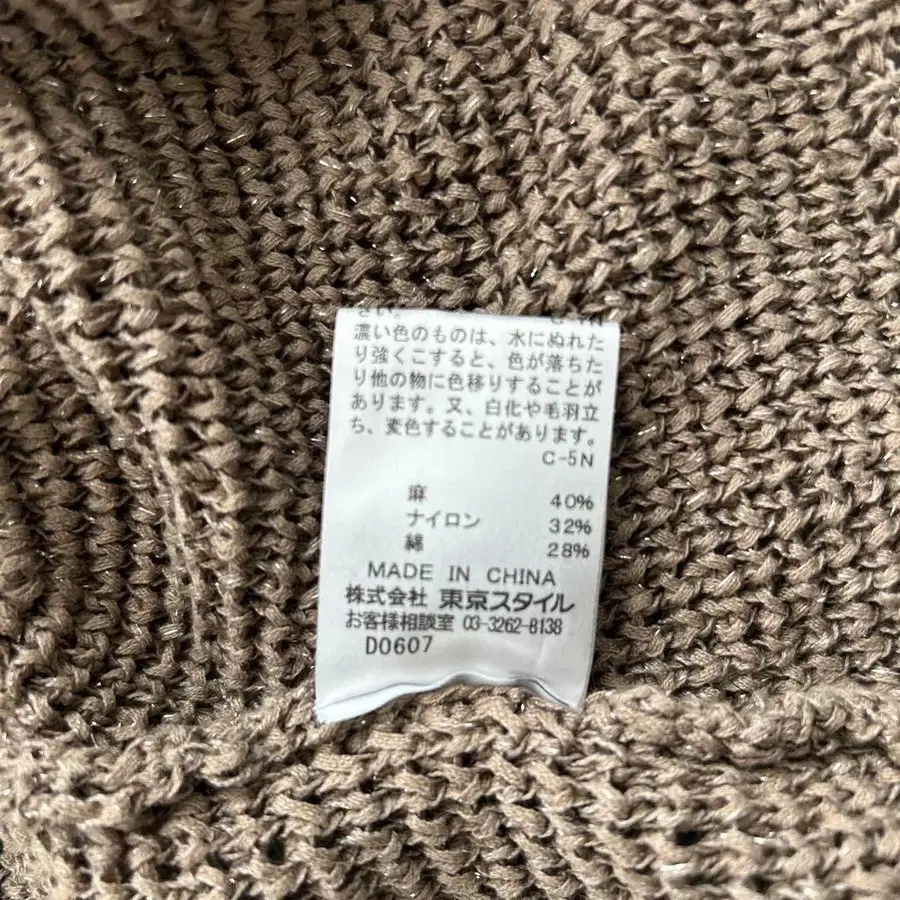 さい。
濃い色のものは、水にぬれた
り強くこすると、色が落ちた
り他の物に色移りすることが
あります。又、白化や毛羽立
ち、変色することがあります。
C-5N
麻 40%
ナイロン 32%
綿 28%
MADE IN CHINA
株式会社 東京スタイル
お客様相談室 03-3262-8138
D0607